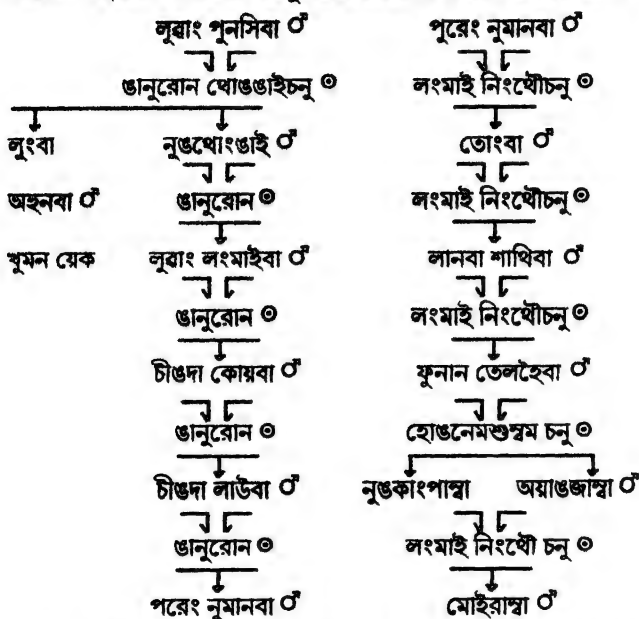 লুৱাং পুনসিবা ♂ পুরেং নুমানবা ♂
ঙানুরোন থোঙঙাইচনু ⊙ লংমাই নিংথৌচনু ⊙
লুংবা নুঙথোংঙাই ♂ তোংবা ♂
অহনবা ♂ ঙানুরোন ⊙ লংমাই নিংথৌচনু ⊙
খুমন য়েক লুৱাং লংমাইবা ♂ লানবা শাথিবা ♂
ঙানুরোন ⊙ লংমাই নিংথৌচনু ⊙
চীঙদা কোয়বা ♂ ফুনান তেলহৈবা ♂
ঙানুরোন ⊙ হোঙনেমশুম্বম চনু ⊙
চীঙদা লাউবা ♂ নুঙকাংপাম্বা অয়াঙজাম্বা ♂
ঙানুরোন ⊙ লংমাই নিংথৌ চনু ⊙
পরেং নুমানবা ♂ মোইরাম্বা ♂